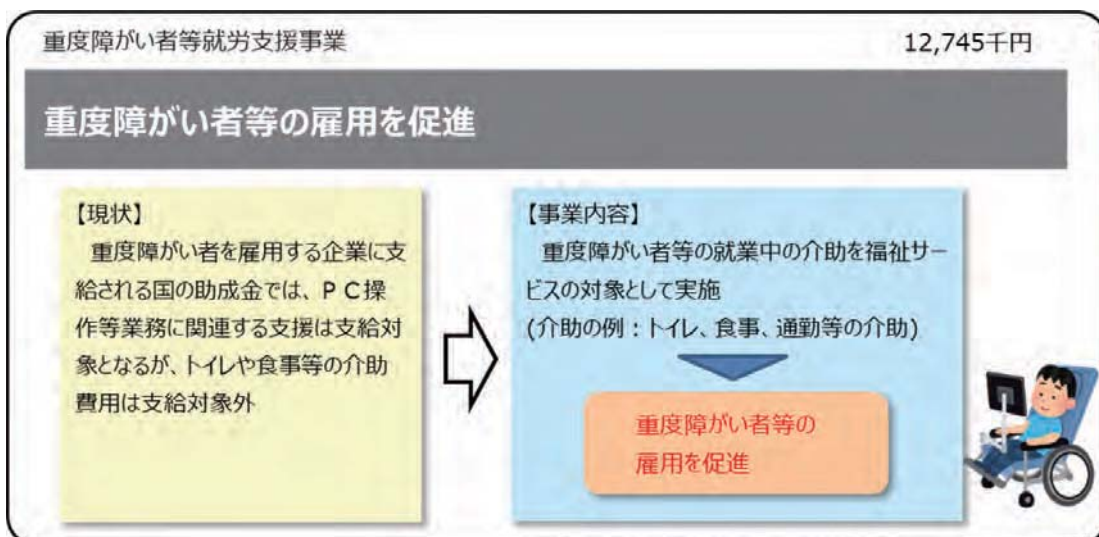 重度障がい者等就労支援事業
12,745千円
重度障がい者等の雇用を促進
【現状】
重度障がい者を雇用する企業に支
給される国の助成金では、ＰＣ操
作等業務に関連する支援は支給対
象となるが、トイレや食事等の介助
費用は支給対象外
【事業内容】
重度障がい者等の就業中の介助を福祉サー
ビスの対象として実施
(介助の例：トイレ、食事、通勤等の介助)
重度障がい者等の
雇用を促進